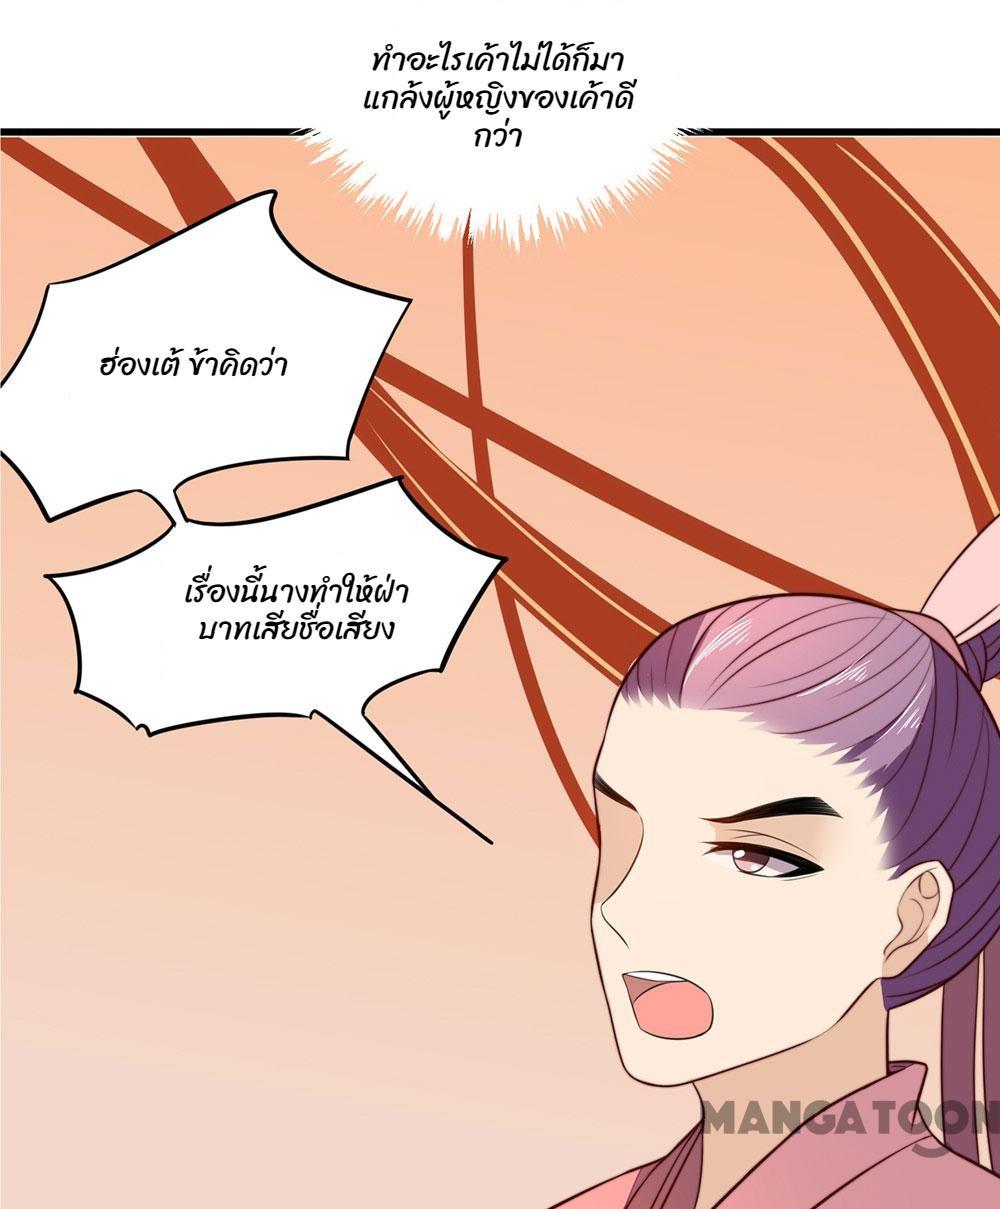 ทำอะไรเค้าไม่ได้ก็มา
แกล้งผู้หญิงของเค้าดี
กว่า
ฮ่องเต้ ข้าคิดว่า
เรื่องนี้นางทำให้ฝ่า
บาทเสียชื่อเสียง
MANGATOON